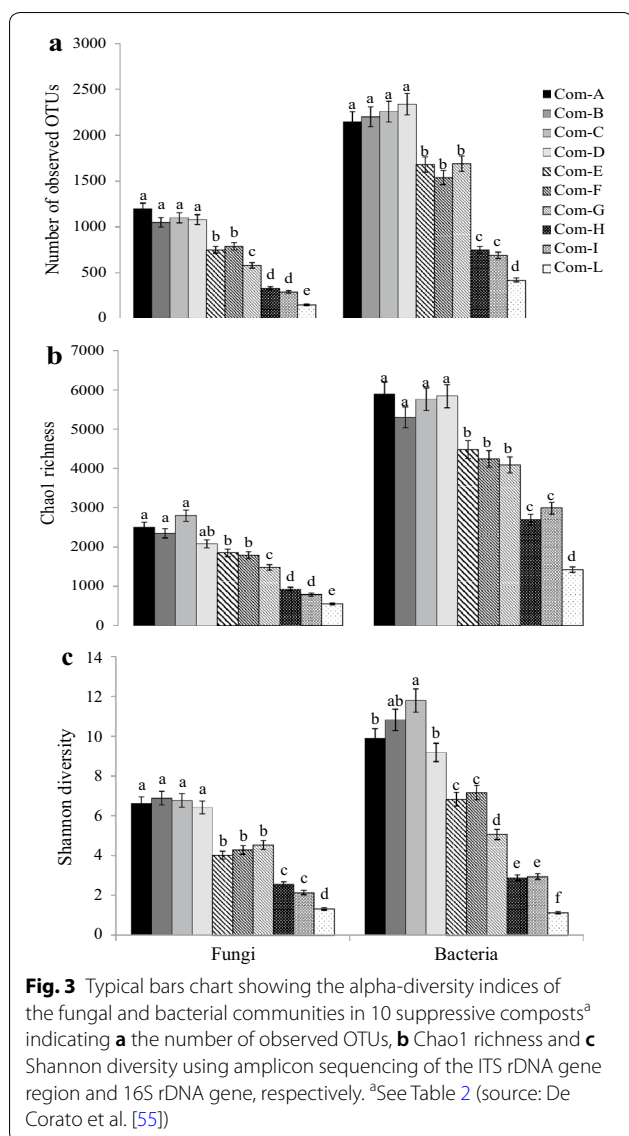 a
3000
2500
2000
1500
1000
500
0
Number of observed OTUs
a a a a b b c d d e
a a a a b b b c c d
Com-A
Com-B
Com-C
Com-D
Com-E
Com-F
Com-G
Com-H
Com-I
Com-L
b
7000
6000
5000
4000
3000
2000
1000
0
Chao1 richness
a a a ab b b c d d e
a a a a b b b c c d
c
14
12
10
8
6
4
2
0
Shannon diversity
a a a a b b b c c d
b ab a b c c d e e f
Fungi Bacteria
Fig. 3 Typical bars chart showing the alpha-diversity indices of
the fungal and bacterial communities in 10 suppressive compostsᵃ
indicating a the number of observed OTUs, b Chao1 richness and c
Shannon diversity using amplicon sequencing of the ITS rDNA gene
region and 16S rDNA gene, respectively. ᵃSee Table 2 (source: De
Corato et al. [55])